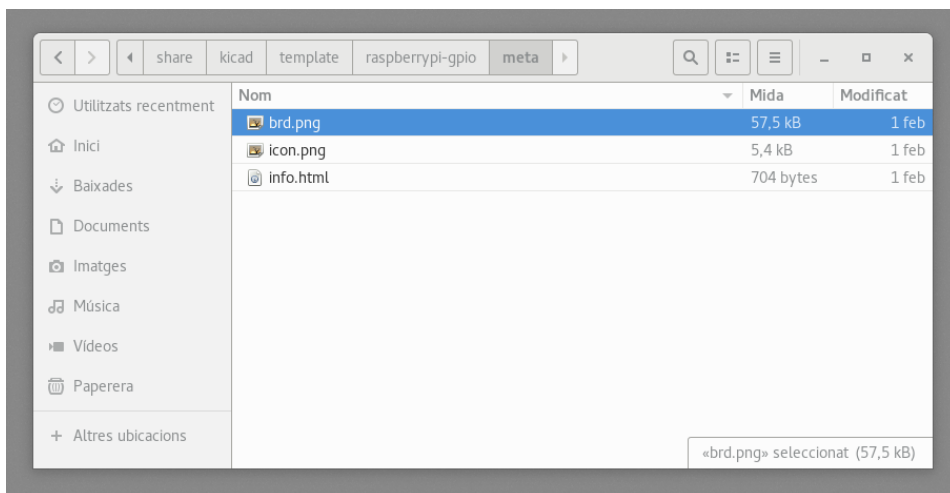 share kicad template raspberrypi-gpio meta
Utilitzats recentment
Inici
Baixades
Documents
Imatges
Música
Vídeos
Paperera
Altres ubicacions
Nom Mida Modificat
brd.png 57,5 kB 1 feb
icon.png 5,4 kB 1 feb
info.html 704 bytes 1 feb
«brd.png» seleccionat (57,5 kB)